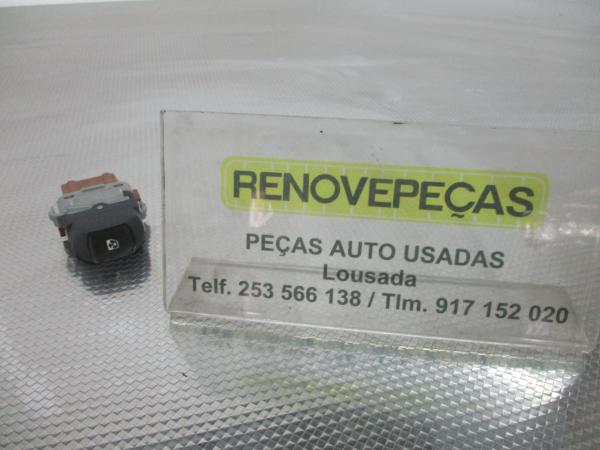 RENOVEPEÇAS
PEÇAS AUTO USADAS
Lousada
Telf. 253 566 138 / Tlm. 917 152 020